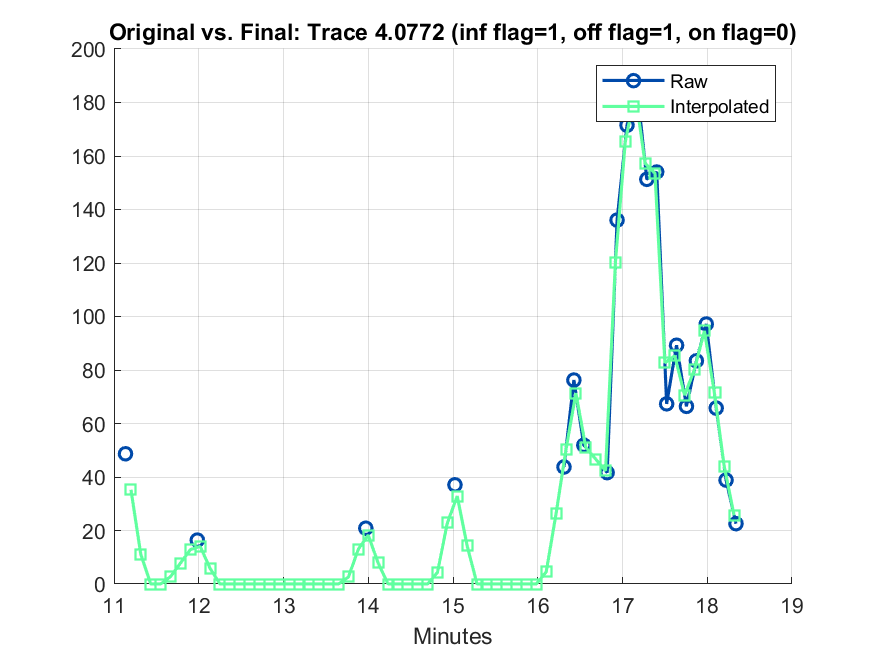 Original vs. Final: Trace 4.0772 (inf flag=1, off flag=1, on flag=0)
200
180
160
140
120
100
80
60
40
20
0
Raw
Interpolated
11 12 13 14 15 16 17 18 19
Minutes